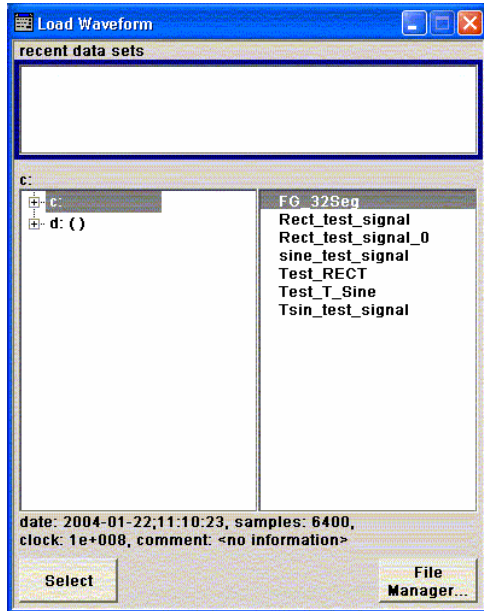 Load Waveform
recent data sets
c:
c:
d: ( )
FG_32Seg
Rect_test_signal
Rect_test_signal_0
sine_test_signal
Test_RECT
Test_T_Sine
Tsin_test_signal
date: 2004-01-22;11:10:23, samples: 6400,
clock: 1e+008, comment: <no information>
Select
File
Manager...